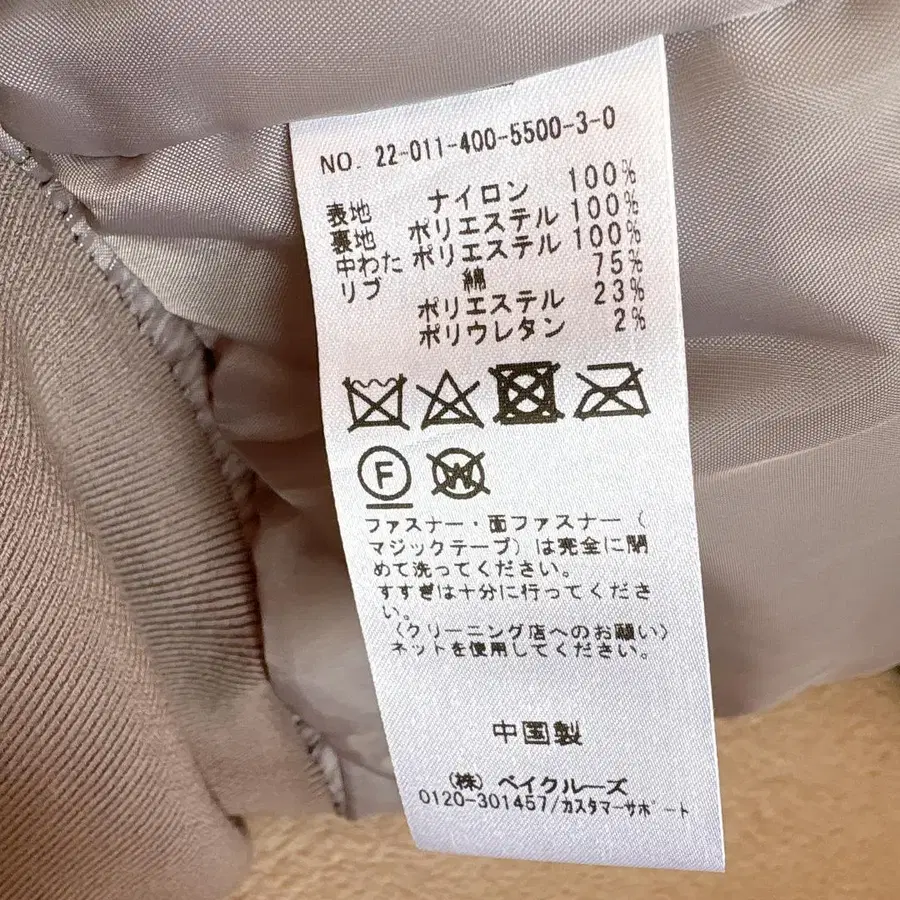 NO. 22-011-400-5500-3-0
表地 ナイロン 100%
裏地 ポリエステル 100%
中わた ポリエステル 100%
リブ 綿 75%
ポリエステル 23%
ポリウレタン 2%
F W
ファスナー・面ファスナー（
マジックテープ）は完全に閉
めて洗ってください。
すすぎは十分に行ってくださ
い。
〈クリーニング店へのお願い〉
ネットを使用してください。
中国製
（株）ベイクルーズ
0120-301457/カスタマーサポート